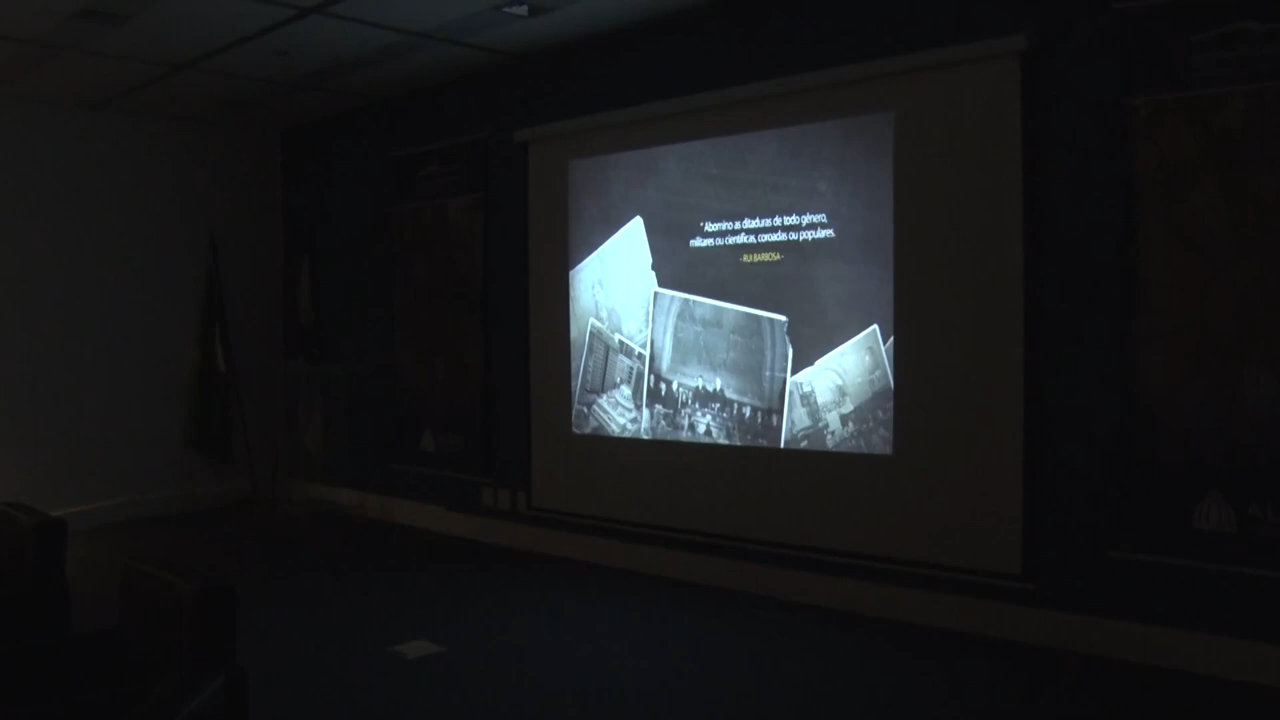 " Abomino as ditaduras de todo gênero,
militares ou científicas, coroadas ou populares.
- RUI BARBOSA -